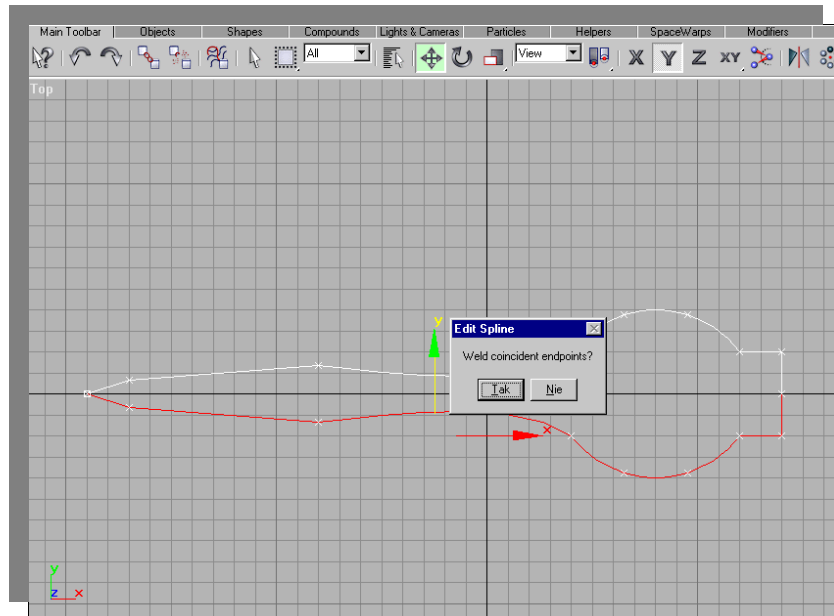 Main Toolbar Objects Shapes Compounds Lights & Cameras Particles Helpers SpaceWarps Modifiers
All View X Y Z XY
Top
y
Edit Spline
Weld coincident endpoints?
Tak Nie
x
y
z x